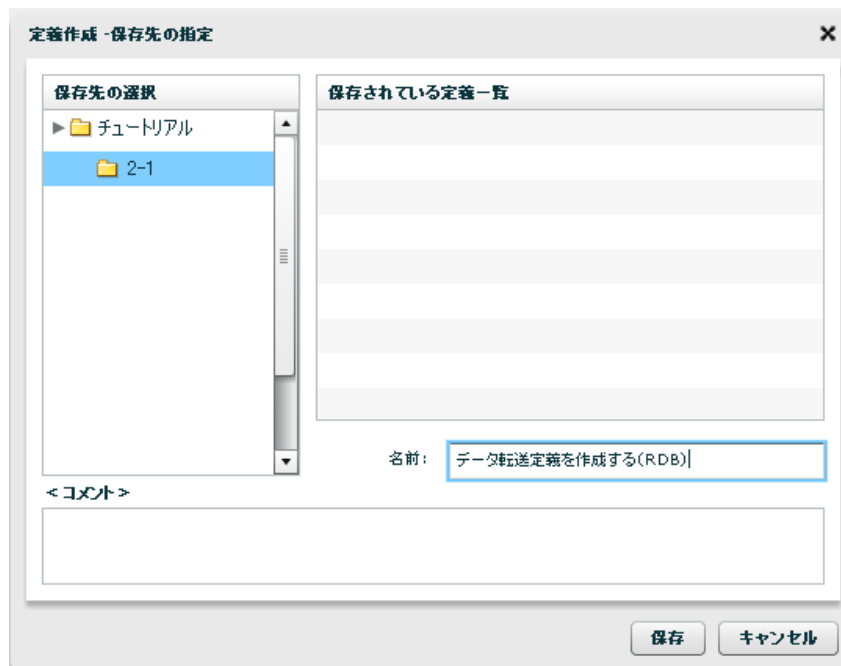 定義作成 -保存先の指定
保存先の選択
保存されている定義一覧
チュートリアル
2-1
名前:
データ転送定義を作成する(RDB)
<コメント>
保存
キャンセル